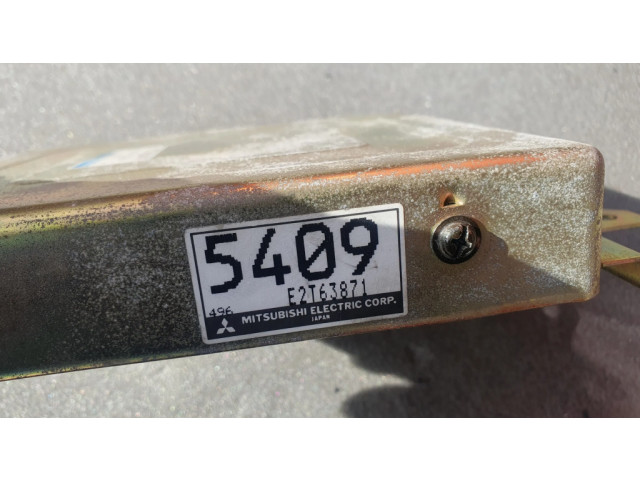 5409
E2T63871
496
MITSUBISHI ELECTRIC CORP.
JAPAN